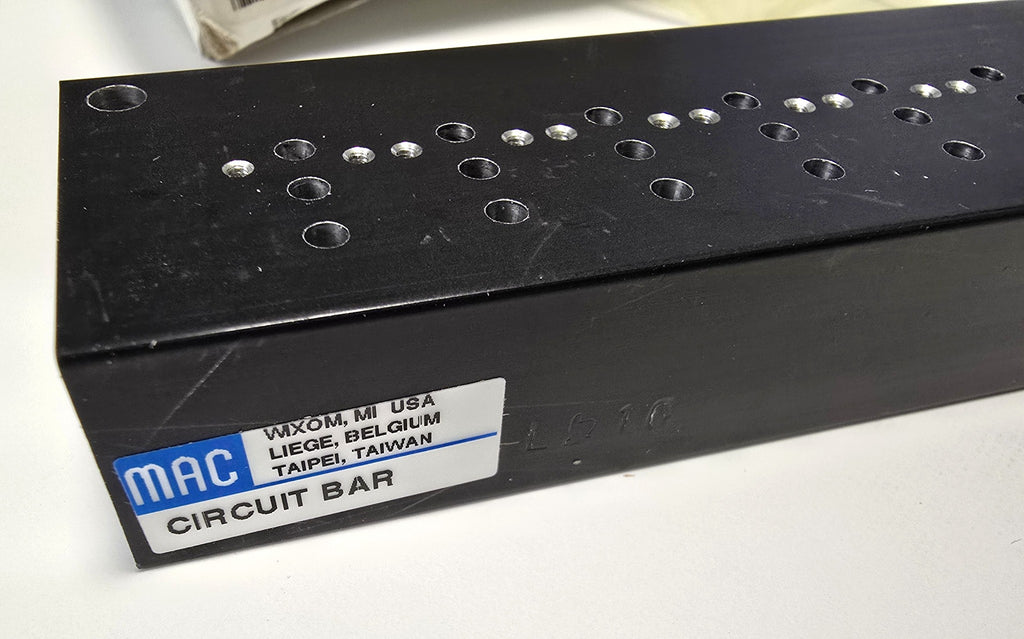 MAC
WIXOM, MI USA
LIEGE, BELGIUM
TAIPEI, TAIWAN
CIRCUIT BAR